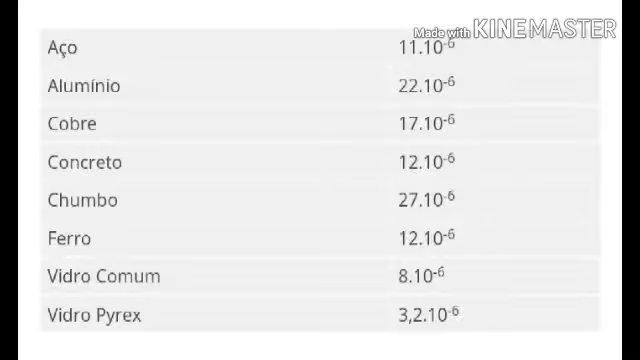 Made with KINEMASTER
Aço 11.10⁻⁶
Alumínio 22.10⁻⁶
Cobre 17.10⁻⁶
Concreto 12.10⁻⁶
Chumbo 27.10⁻⁶
Ferro 12.10⁻⁶
Vidro Comum 8.10⁻⁶
Vidro Pyrex 3,2.10⁻⁶